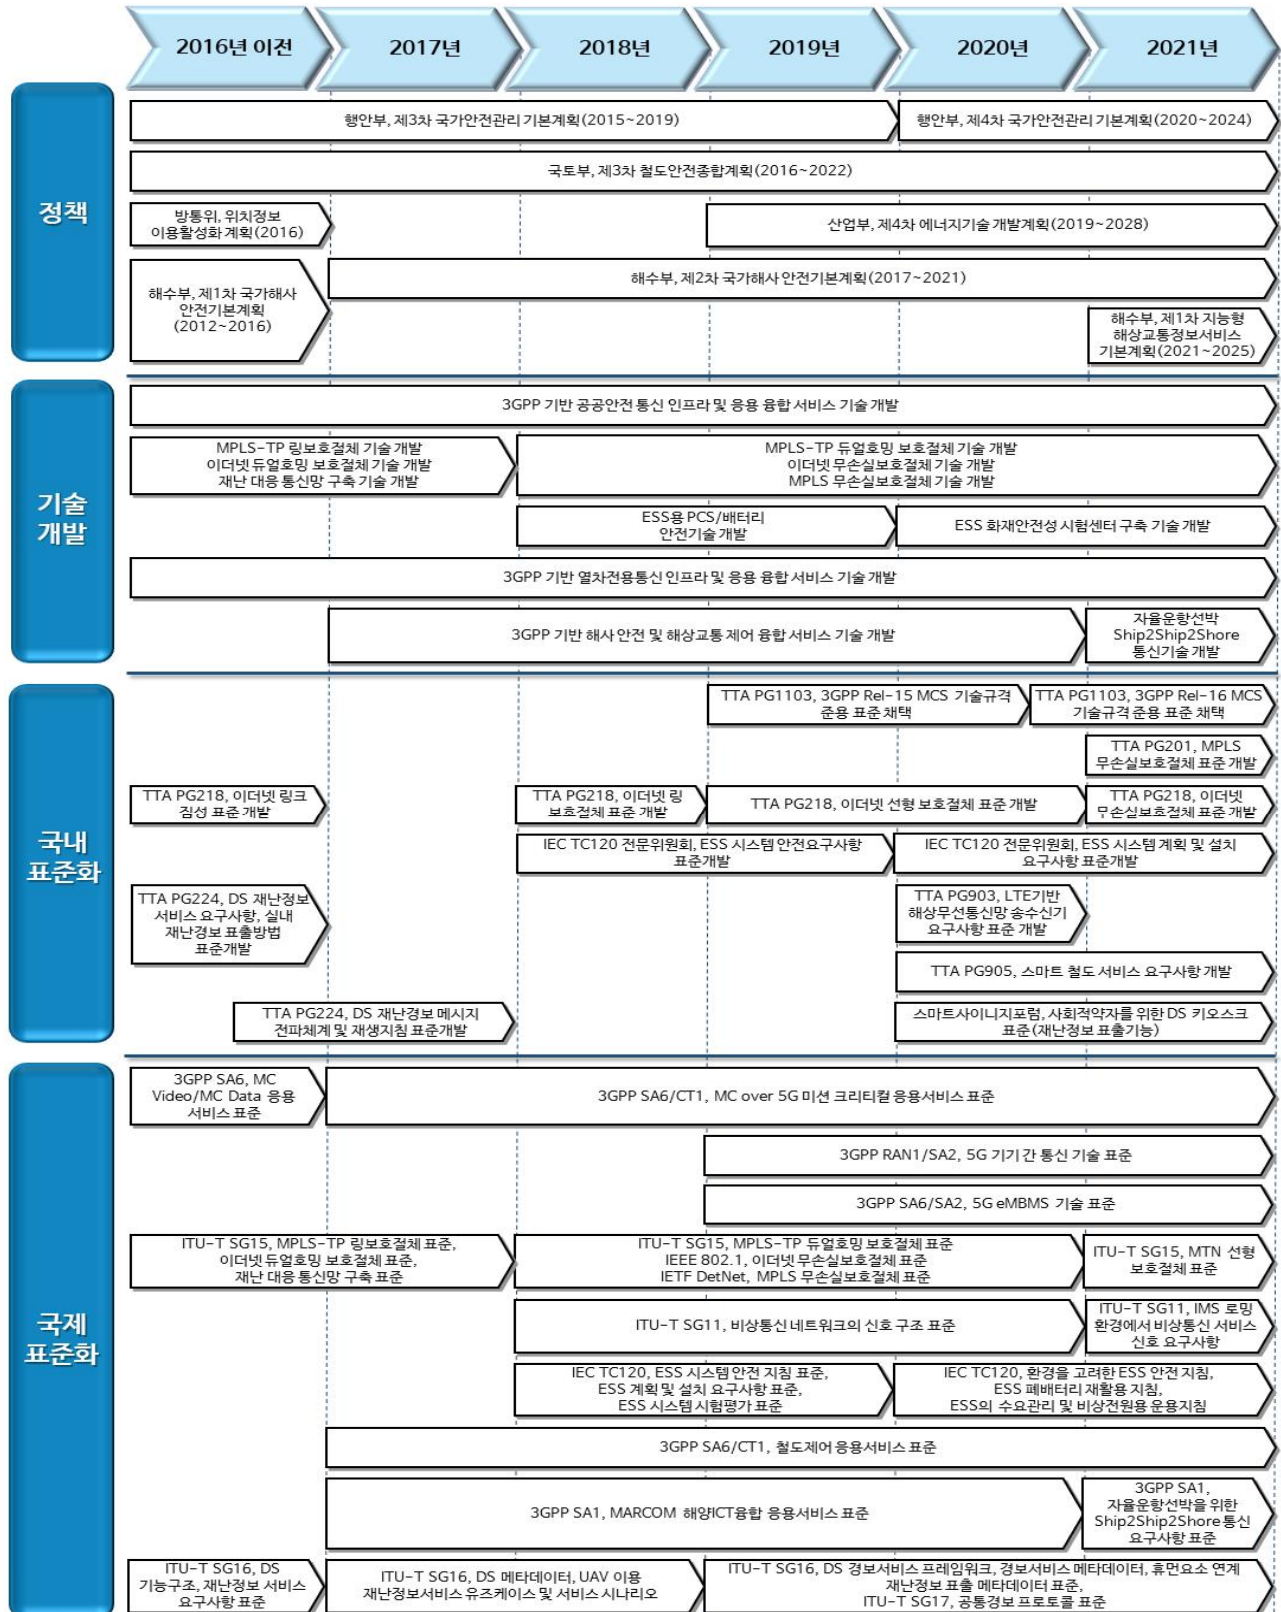 2016년 이전
2017년
2018년
2019년
2020년
2021년
정책
행안부, 제3차 국가안전관리 기본계획(2015~2019)
행안부, 제4차 국가안전관리 기본계획(2020~2024)
국토부, 제3차 철도안전종합계획(2016~2022)
방통위, 위치정보
이용활성화 계획(2016)
산업부, 제4차 에너지기술 개발계획(2019~2028)
해수부, 제1차 국가해사
안전기본계획
(2012~2016)
해수부, 제2차 국가해사 안전기본계획(2017~2021)
해수부, 제1차 지능형
해상교통정보서비스
기본계획(2021~2025)
기술
개발
3GPP 기반 공공안전 통신 인프라 및 응용 융합 서비스 기술 개발
MPLS-TP 링보호절체 기술 개발
이더넷 듀얼호밍 보호절체 기술 개발
재난 대응 통신망 구축 기술 개발
MPLS-TP 듀얼호밍 보호절체 기술 개발
이더넷 무손실보호절체 기술 개발
MPLS 무손실보호절체 기술 개발
ESS용 PCS/배터리
안전기술 개발
ESS 화재안전성 시험센터 구축 기술 개발
3GPP 기반 열차전용통신 인프라 및 응용 융합 서비스 기술 개발
3GPP 기반 해사 안전 및 해상교통 제어 융합 서비스 기술 개발
자율운항선박
Ship2Ship2Shore
통신기술 개발
국내
표준화
TTA PG1103, 3GPP Rel-15 MCS 기술규격
준용 표준 채택
TTA PG1103, 3GPP Rel-16 MCS
기술규격 준용 표준 채택
TTA PG201, MPLS
무손실보호절체 표준 개발
TTA PG218, 이더넷 링크
집성 표준 개발
TTA PG218, 이더넷 링
보호절체 표준 개발
TTA PG218, 이더넷 선형 보호절체 표준 개발
TTA PG218, 이더넷
무손실보호절체 표준 개발
IEC TC120 전문위원회, ESS 시스템 안전요구사항
표준개발
IEC TC120 전문위원회, ESS 시스템 계획 및 설치
요구사항 표준개발
TTA PG224, DS 재난정보
서비스 요구사항, 실내
재난경보 표출방법
표준개발
TTA PG903, LTE기반
해상무선통신망 송수신기
요구사항 표준 개발
TTA PG905, 스마트 철도 서비스 요구사항 개발
TTA PG224, DS 재난경보 메시지
전파체계 및 재생지침 표준개발
스마트사이니지포럼, 사회적약자를 위한 DS 키오스크
표준(재난정보 표출기능)
국제
표준화
3GPP SA6, MC
Video/MC Data 응용
서비스 표준
3GPP SA6/CT1, MC over 5G 미션 크리티컬 응용서비스 표준
3GPP RAN1/SA2, 5G 기기 간 통신 기술 표준
3GPP SA6/SA2, 5G eMBMS 기술 표준
ITU-T SG15, MPLS-TP 링보호절체 표준,
이더넷 듀얼호밍 보호절체 표준,
재난 대응 통신망 구축 표준
ITU-T SG15, MPLS-TP 듀얼호밍 보호절체 표준
IEEE 802.1, 이더넷 무손실보호절체 표준
IETF DetNet, MPLS 무손실보호절체 표준
ITU-T SG15, MTN 선형
보호절체 표준
ITU-T SG11, 비상통신 네트워크의 신호 구조 표준
ITU-T SG11, IMS 로밍
환경에서 비상통신 서비스
신호 요구사항
IEC TC120, ESS 시스템 안전 지침 표준,
ESS 계획 및 설치 요구사항 표준,
ESS 시스템 시험평가 표준
IEC TC120, 환경을 고려한 ESS 안전 지침,
ESS 폐배터리 재활용 지침,
ESS의 수요관리 및 비상전원용 운용지침
3GPP SA6/CT1, 철도제어 응용서비스 표준
3GPP SA1, MARCOM 해양ICT융합 응용서비스 표준
3GPP SA1,
자율운항선박을 위한
Ship2Ship2Shore 통신
요구사항 표준
ITU-T SG16, DS
기능구조, 재난정보 서비스
요구사항 표준
ITU-T SG16, DS 메타데이터, UAV 이용
재난정보서비스 유즈케이스 및 서비스 시나리오
ITU-T SG16, DS 경보서비스 프레임워크, 경보서비스 메타데이터, 휴먼요소 연계
재난정보 표출 메타데이터 표준,
ITU-T SG17, 공통경보 프로토콜 표준